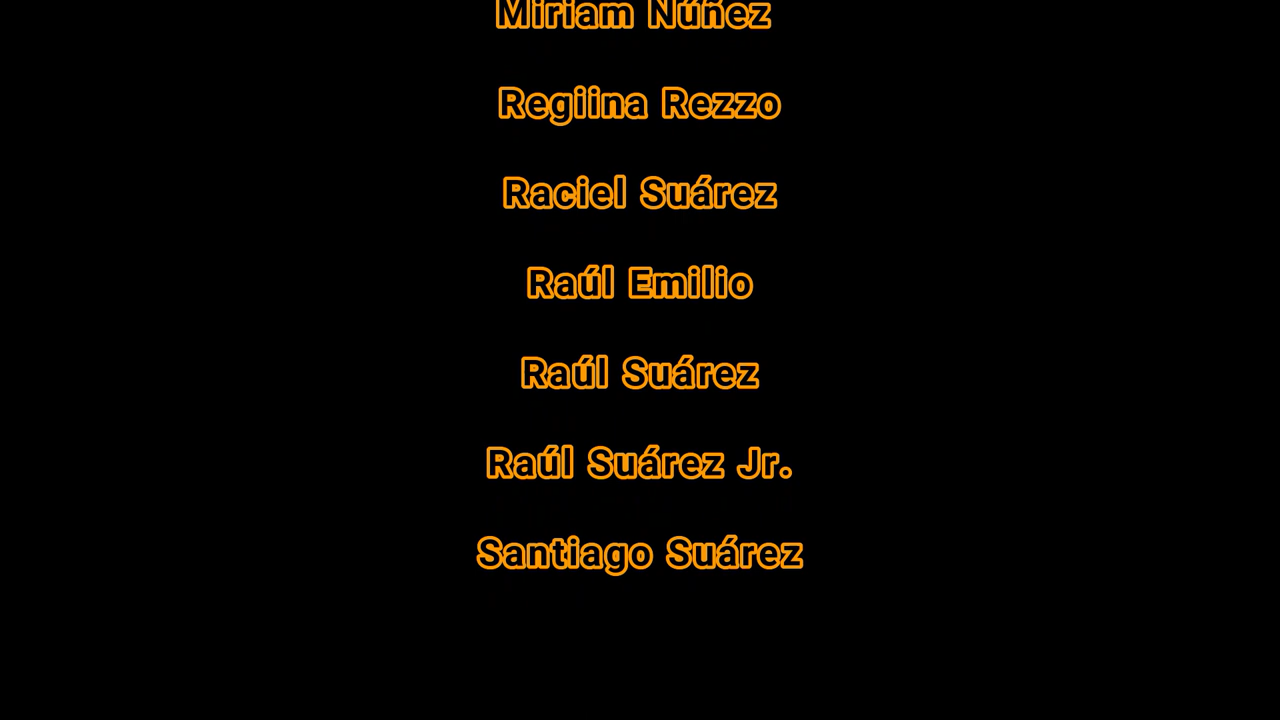 Miriam Núñez
Regiina Rezzo
Raciel Suárez
Raúl Emilio
Raúl Suárez
Raúl Suárez Jr.
Santiago Suárez